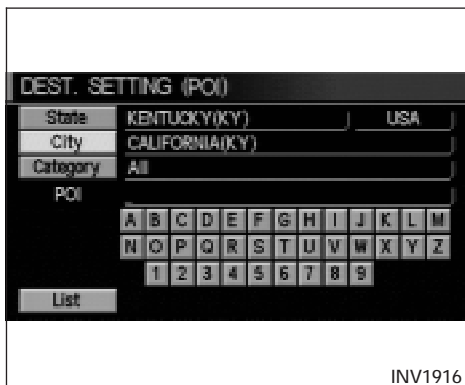 DEST. SETTING (POI)
State KENTUCKY(KY) USA
City CALIFORNIA(KY)
Category All
POI _
A B C D E F G H I J K L M
N O P Q R S T U V W X Y Z
1 2 3 4 5 6 7 8 9
List
INV1916